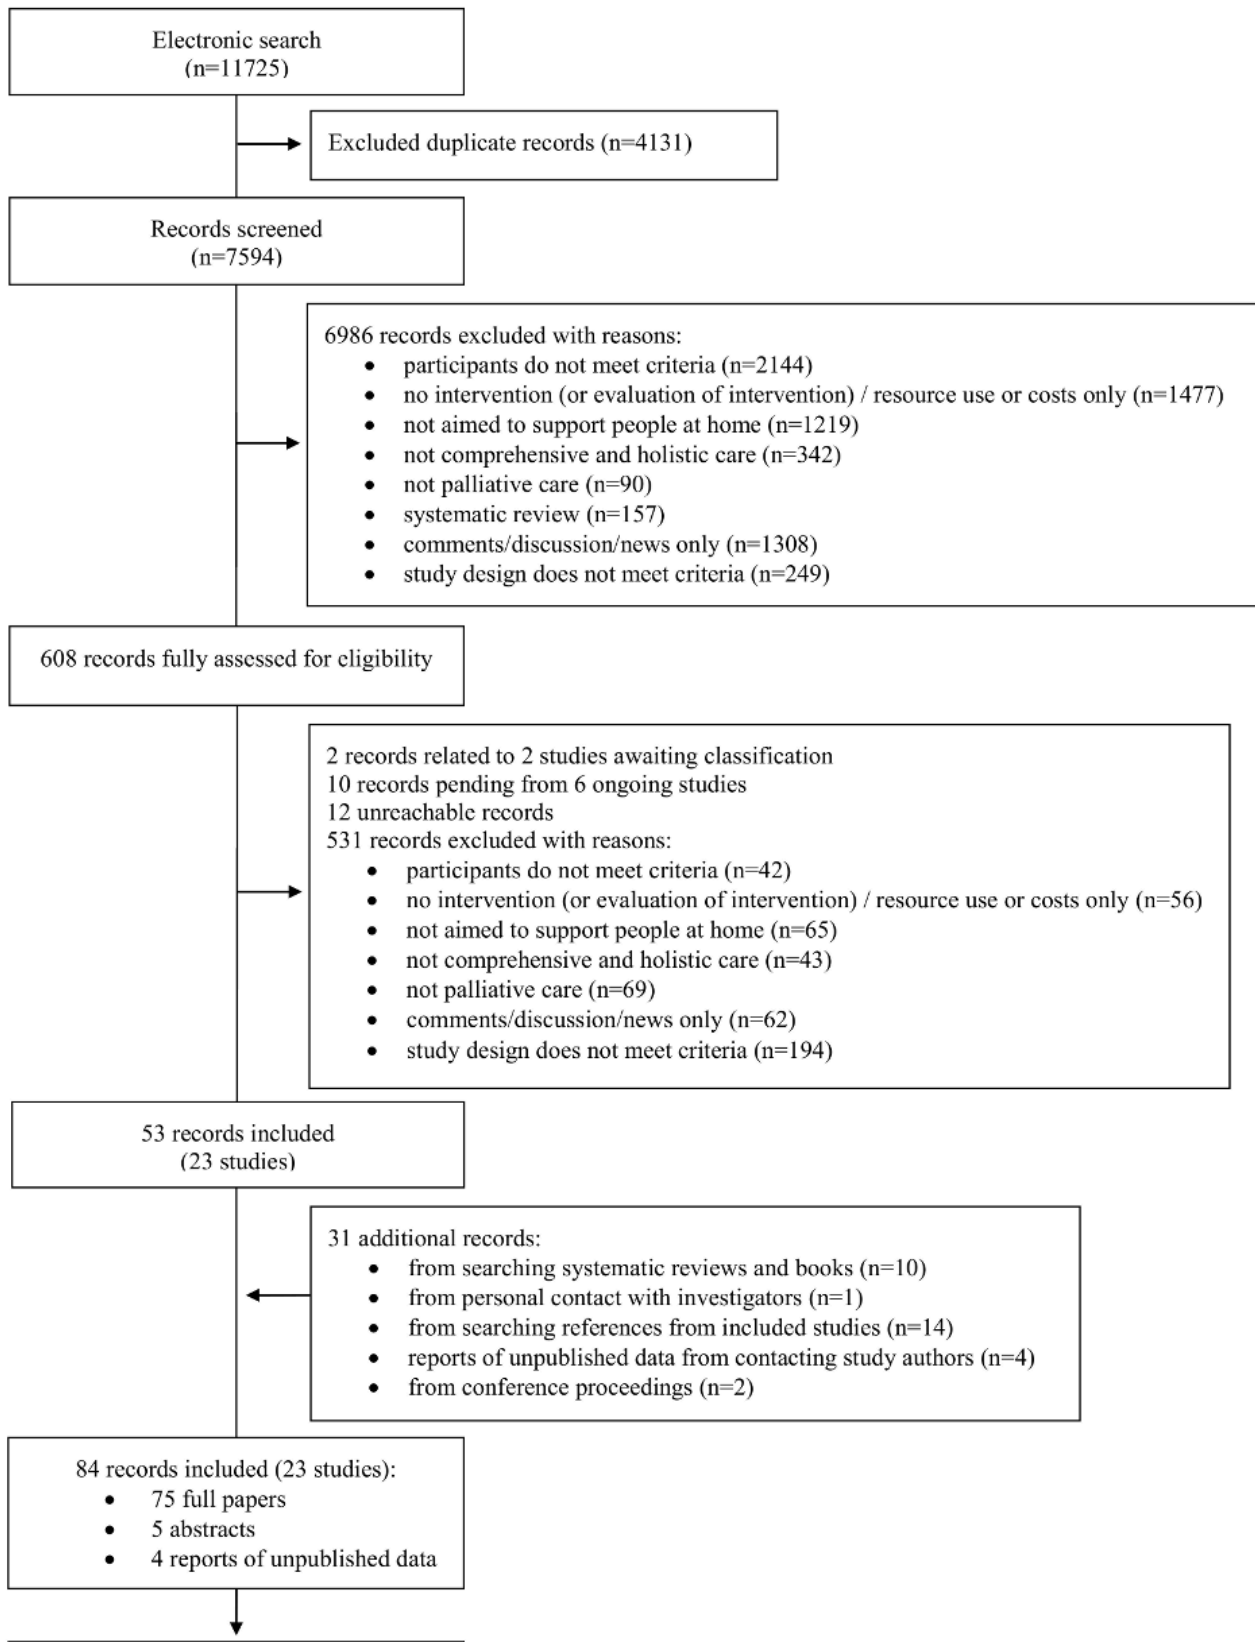 Electronic search
(n=11725)
Excluded duplicate records (n=4131)
Records screened
(n=7594)
6986 records excluded with reasons:
• participants do not meet criteria (n=2144)
• no intervention (or evaluation of intervention) / resource use or costs only (n=1477)
• not aimed to support people at home (n=1219)
• not comprehensive and holistic care (n=342)
• not palliative care (n=90)
• systematic review (n=157)
• comments/discussion/news only (n=1308)
• study design does not meet criteria (n=249)
608 records fully assessed for eligibility
2 records related to 2 studies awaiting classification
10 records pending from 6 ongoing studies
12 unreachable records
531 records excluded with reasons:
• participants do not meet criteria (n=42)
• no intervention (or evaluation of intervention) / resource use or costs only (n=56)
• not aimed to support people at home (n=65)
• not comprehensive and holistic care (n=43)
• not palliative care (n=69)
• comments/discussion/news only (n=62)
• study design does not meet criteria (n=194)
53 records included
(23 studies)
31 additional records:
• from searching systematic reviews and books (n=10)
• from personal contact with investigators (n=1)
• from searching references from included studies (n=14)
• reports of unpublished data from contacting study authors (n=4)
• from conference proceedings (n=2)
84 records included (23 studies):
• 75 full papers
• 5 abstracts
• 4 reports of unpublished data